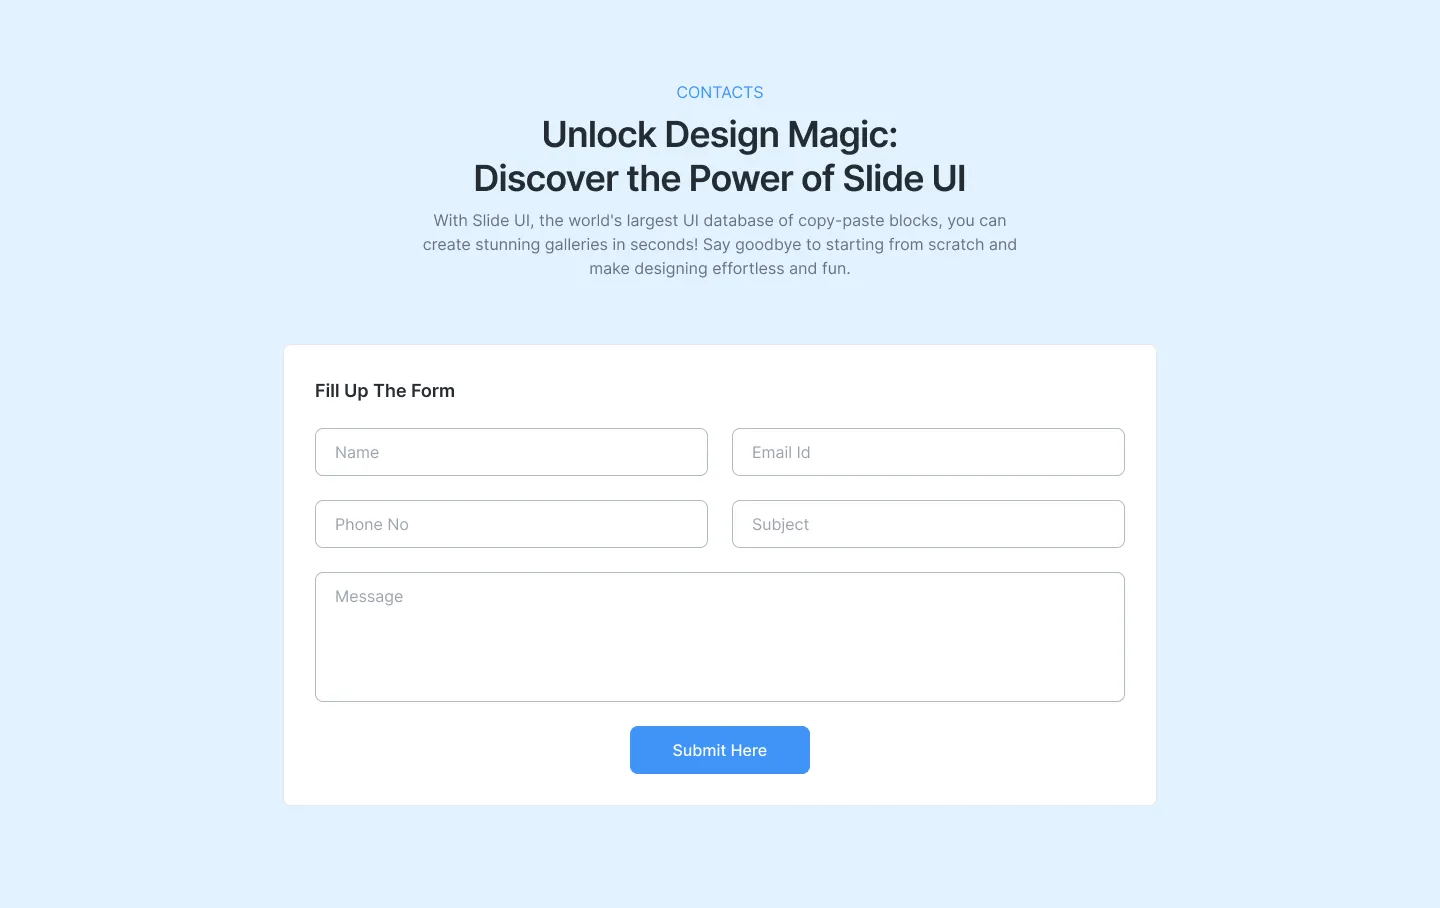 CONTACTS
Unlock Design Magic:
Discover the Power of Slide UI
With Slide UI, the world's largest UI database of copy-paste blocks, you can
create stunning galleries in seconds! Say goodbye to starting from scratch and
make designing effortless and fun.
Fill Up The Form
Name
Email Id
Phone No
Subject
Message
Submit Here